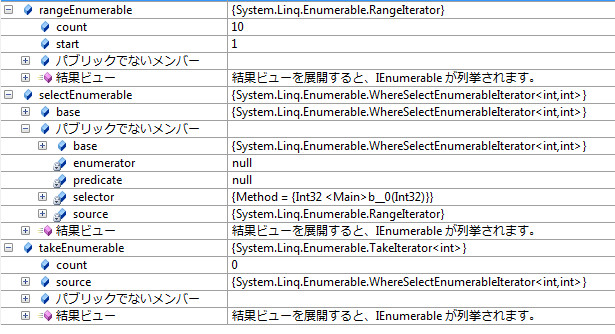 rangeEnumerable {System.Linq.Enumerable.RangeIterator}
count 10
start 1
パブリックでないメンバー
結果ビュー 結果ビューを展開すると、IEnumerable が列挙されます。
selectEnumerable {System.Linq.Enumerable.WhereSelectEnumerableIterator<int,int>}
base {System.Linq.Enumerable.WhereSelectEnumerableIterator<int,int>}
パブリックでないメンバー
base {System.Linq.Enumerable.WhereSelectEnumerableIterator<int,int>}
enumerator null
predicate null
selector {Method = {Int32 <Main>b__0(Int32)}}
source {System.Linq.Enumerable.RangeIterator}
結果ビュー 結果ビューを展開すると、IEnumerable が列挙されます。
takeEnumerable {System.Linq.Enumerable.TakeIterator<int>}
count 0
source {System.Linq.Enumerable.WhereSelectEnumerableIterator<int,int>}
パブリックでないメンバー
結果ビュー 結果ビューを展開すると、IEnumerable が列挙されます。